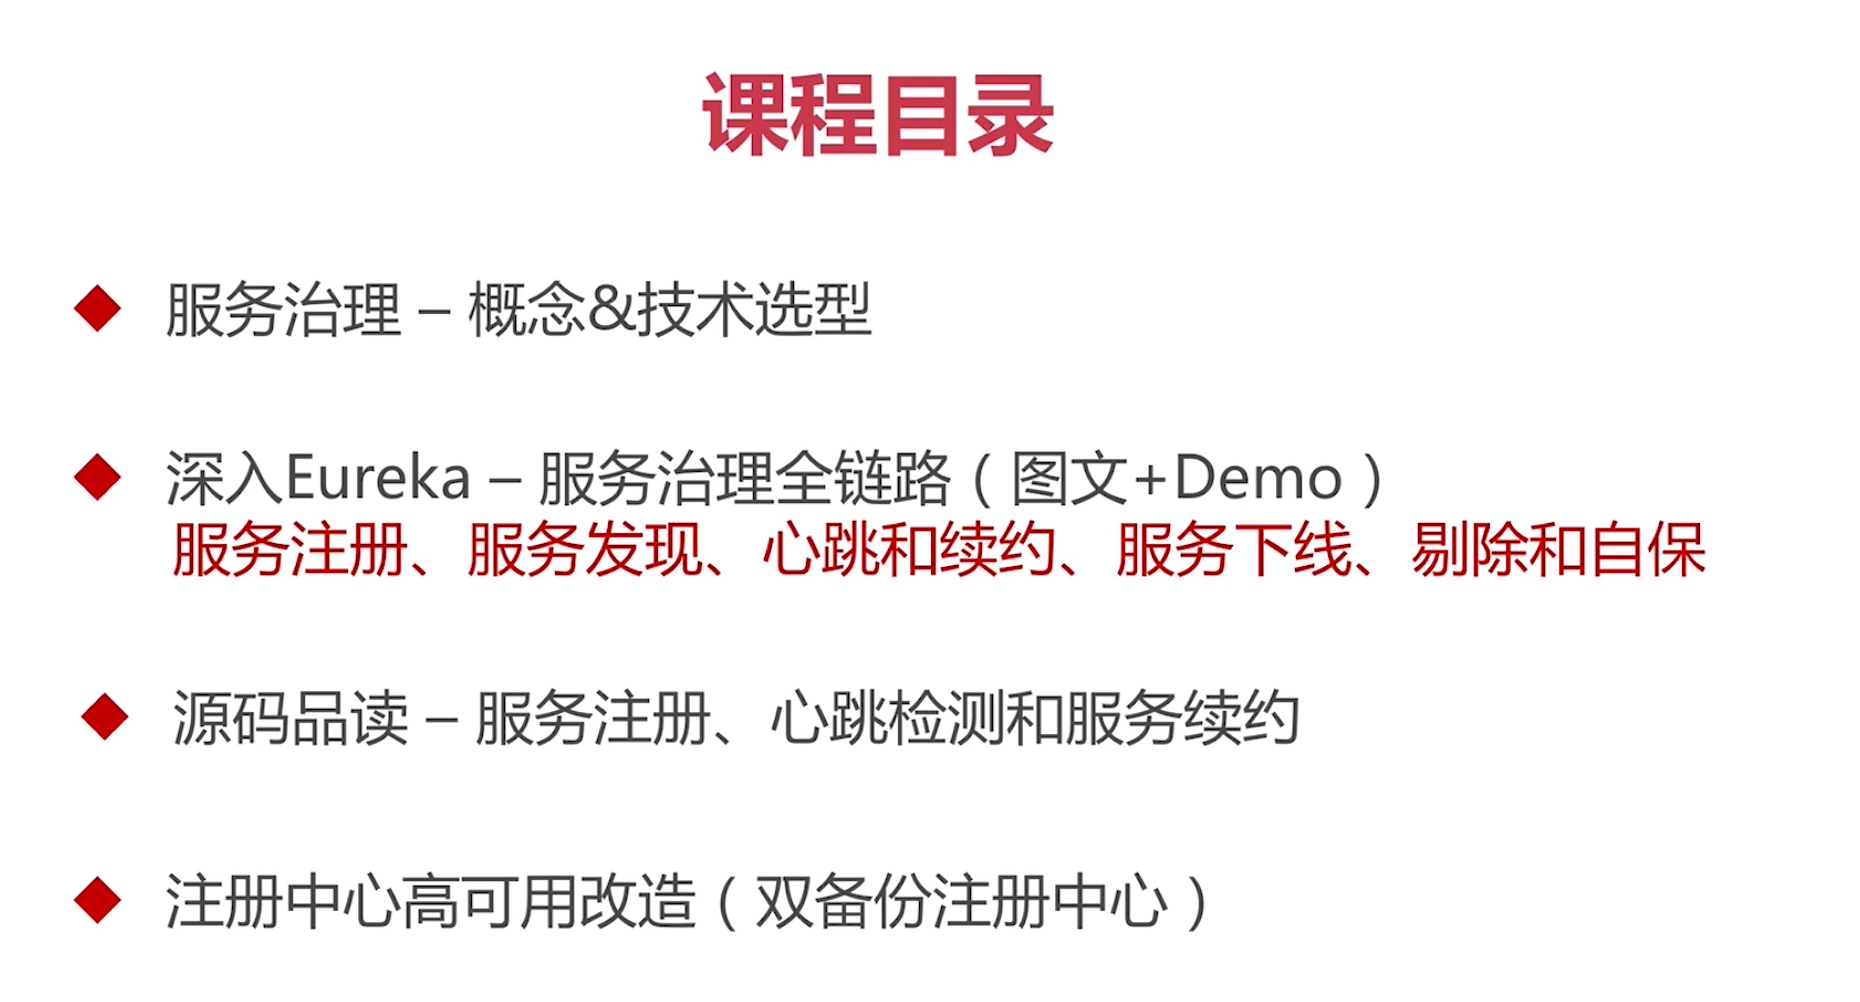 课程目录
服务治理 – 概念&技术选型
深入Eureka – 服务治理全链路（图文+Demo）
服务注册、服务发现、心跳和续约、服务下线、剔除和自保
源码品读 – 服务注册、心跳检测和服务续约
注册中心高可用改造（双备份注册中心）